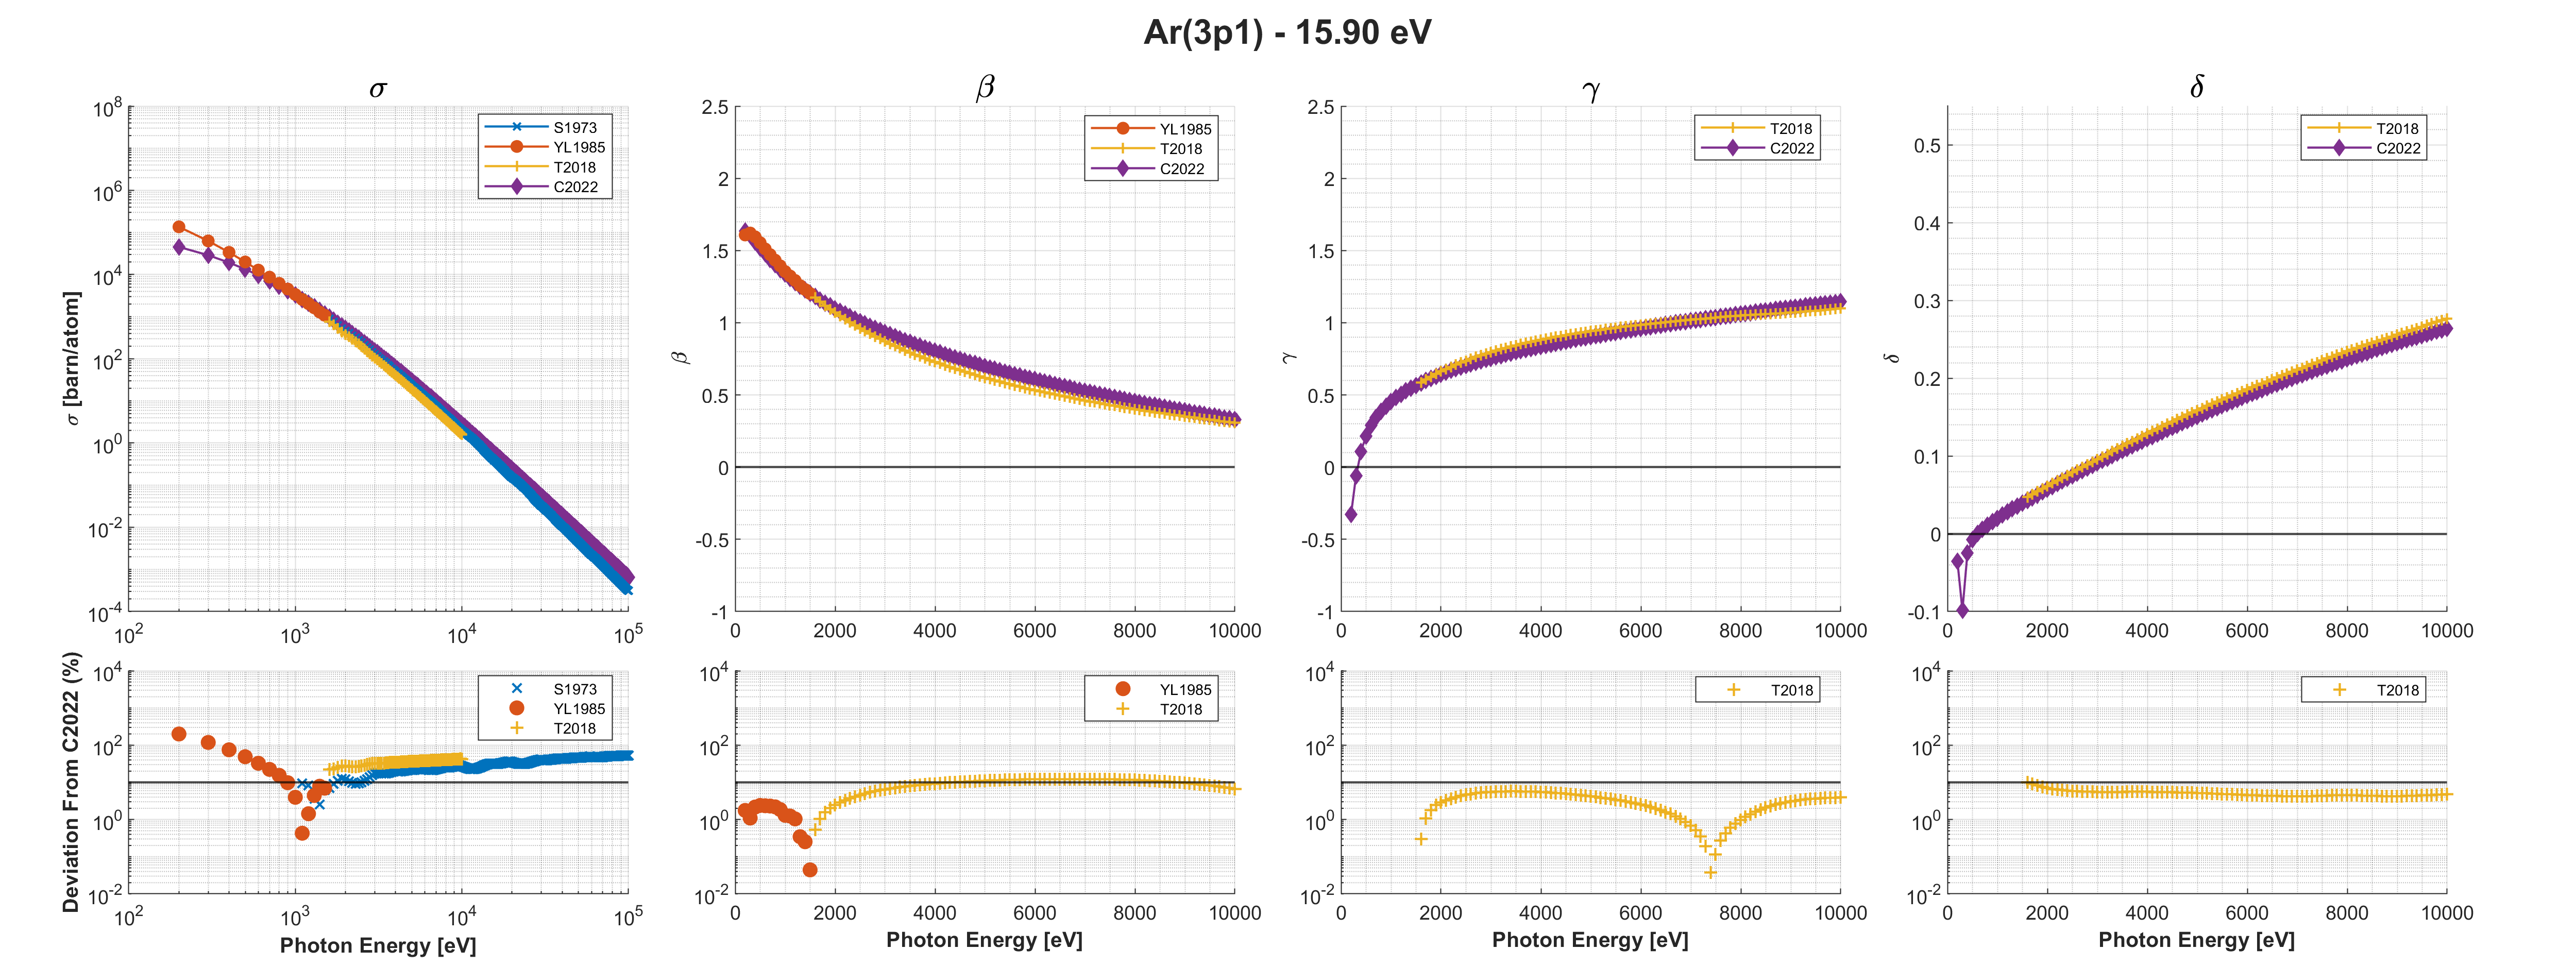 Ar(3p1) - 15.90 eV
σ
β
γ
δ
σ [barn/atom]
10^8
10^6
10^4
10^2
10^0
10^-2
10^-4
10^2
10^3
10^4
10^5
S1973
YL1985
T2018
C2022
β
2.5
2
1.5
1
0.5
0
-0.5
-1
0
2000
4000
6000
8000
10000
YL1985
T2018
C2022
γ
2.5
2
1.5
1
0.5
0
-0.5
-1
0
2000
4000
6000
8000
10000
T2018
C2022
δ
0.5
0.4
0.3
0.2
0.1
0
-0.1
0
2000
4000
6000
8000
10000
T2018
C2022
Deviation From C2022 (%)
10^4
10^2
10^0
10^-2
10^2
10^3
10^4
10^5
S1973
YL1985
T2018
Photon Energy [eV]
10^4
10^2
10^0
10^-2
0
2000
4000
6000
8000
10000
YL1985
T2018
Photon Energy [eV]
10^4
10^2
10^0
10^-2
0
2000
4000
6000
8000
10000
T2018
Photon Energy [eV]
10^4
10^2
10^0
10^-2
0
2000
4000
6000
8000
10000
T2018
Photon Energy [eV]